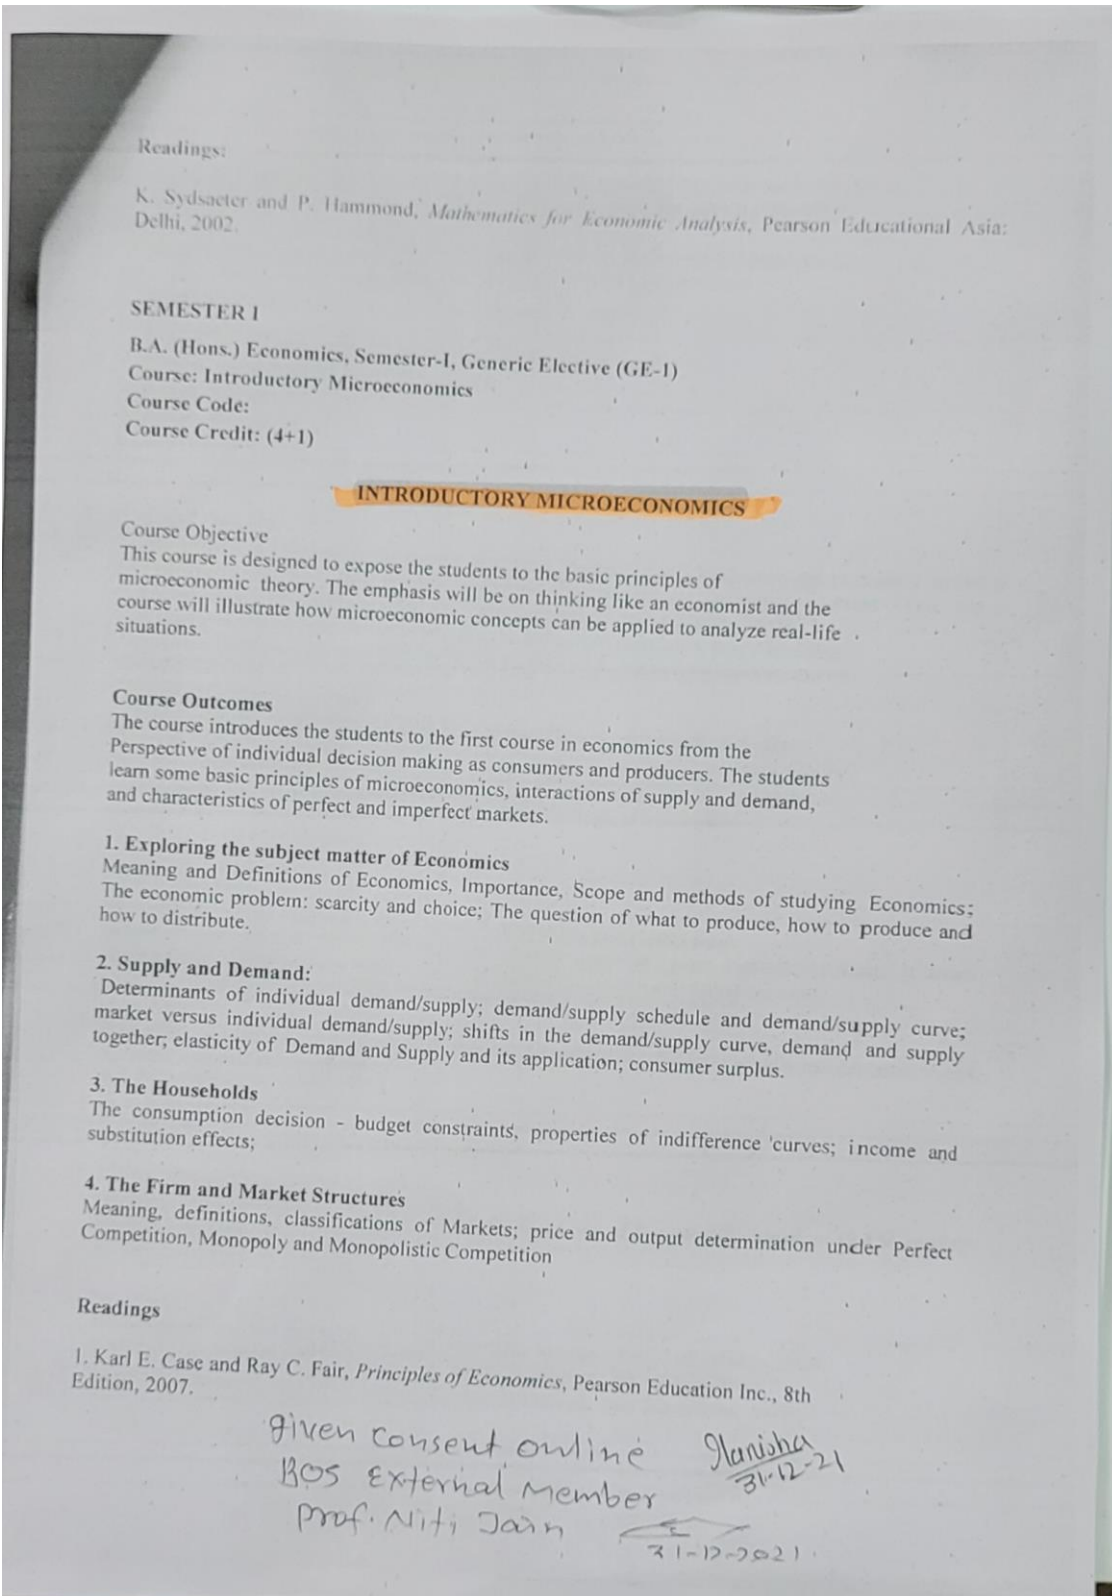 Readings:
K. Sydsaeter and P. Hammond, Mathematics for Economic Analysis, Pearson Educational Asia:
Delhi, 2002.
SEMESTER I
B.A. (Hons.) Economics, Semester-I, Generic Elective (GE-1)
Course: Introductory Microeconomics
Course Code:
Course Credit: (4+1)
INTRODUCTORY MICROECONOMICS
Course Objective
This course is designed to expose the students to the basic principles of
microeconomic theory. The emphasis will be on thinking like an economist and the
course will illustrate how microeconomic concepts can be applied to analyze real-life
situations.
Course Outcomes
The course introduces the students to the first course in economics from the
Perspective of individual decision making as consumers and producers. The students
learn some basic principles of microeconomics, interactions of supply and demand,
and characteristics of perfect and imperfect markets.
1. Exploring the subject matter of Economics
Meaning and Definitions of Economics, Importance, Scope and methods of studying Economics;
The economic problem: scarcity and choice; The question of what to produce, how to produce and
how to distribute.
2. Supply and Demand:
Determinants of individual demand/supply; demand/supply schedule and demand/supply curve;
market versus individual demand/supply; shifts in the demand/supply curve, demand and supply
together; elasticity of Demand and Supply and its application; consumer surplus.
3. The Households
The consumption decision - budget constraints, properties of indifference curves; income and
substitution effects;
4. The Firm and Market Structures
Meaning, definitions, classifications of Markets; price and output determination under Perfect
Competition, Monopoly and Monopolistic Competition
Readings
1. Karl E. Case and Ray C. Fair, Principles of Economics, Pearson Education Inc., 8th
Edition, 2007.
given consent online
BOS External Member
Prof. Niti Jain
Manisha
31-12-21
31-12-2021